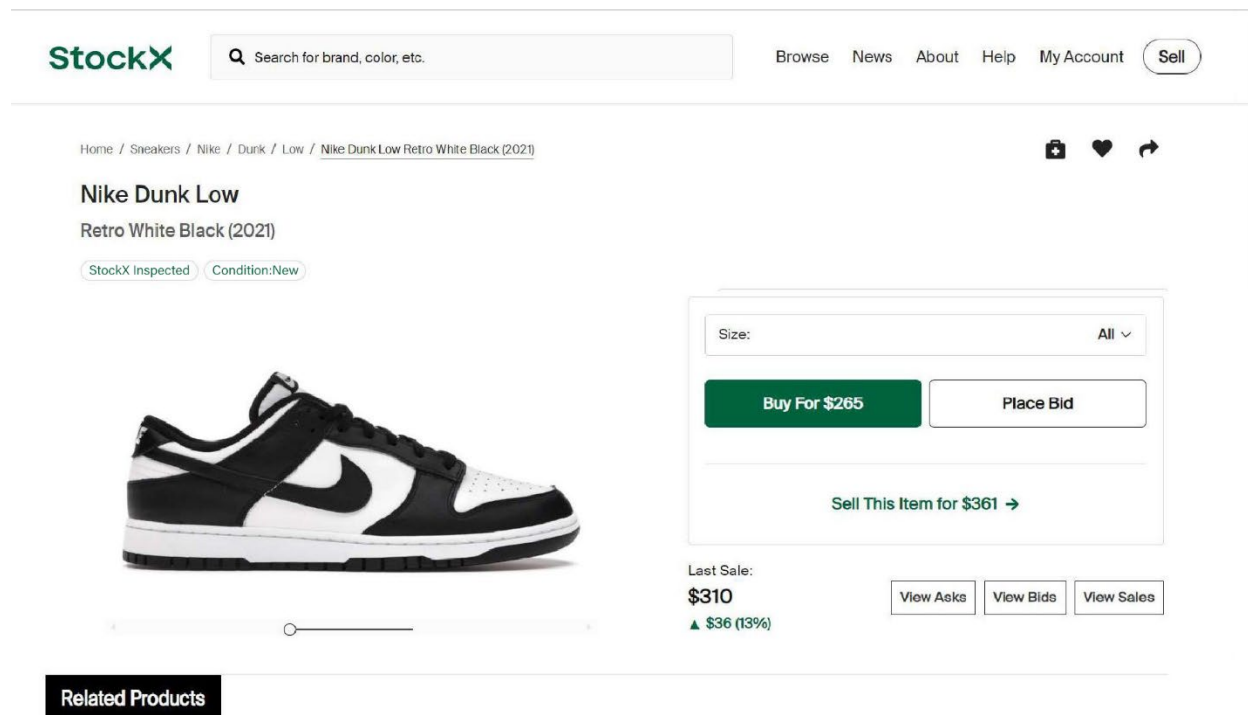 StockX
Search for brand, color, etc.
Browse News About Help My Account Sell
Home / Sneakers / Nike / Dunk / Low / Nike Dunk Low Retro White Black (2021)
Nike Dunk Low
Retro White Black (2021)
StockX Inspected Condition:New
Size: All
Buy For $265 Place Bid
Sell This Item for $361 →
Last Sale:
$310
▲ $36 (13%)
View Asks View Bids View Sales
Related Products